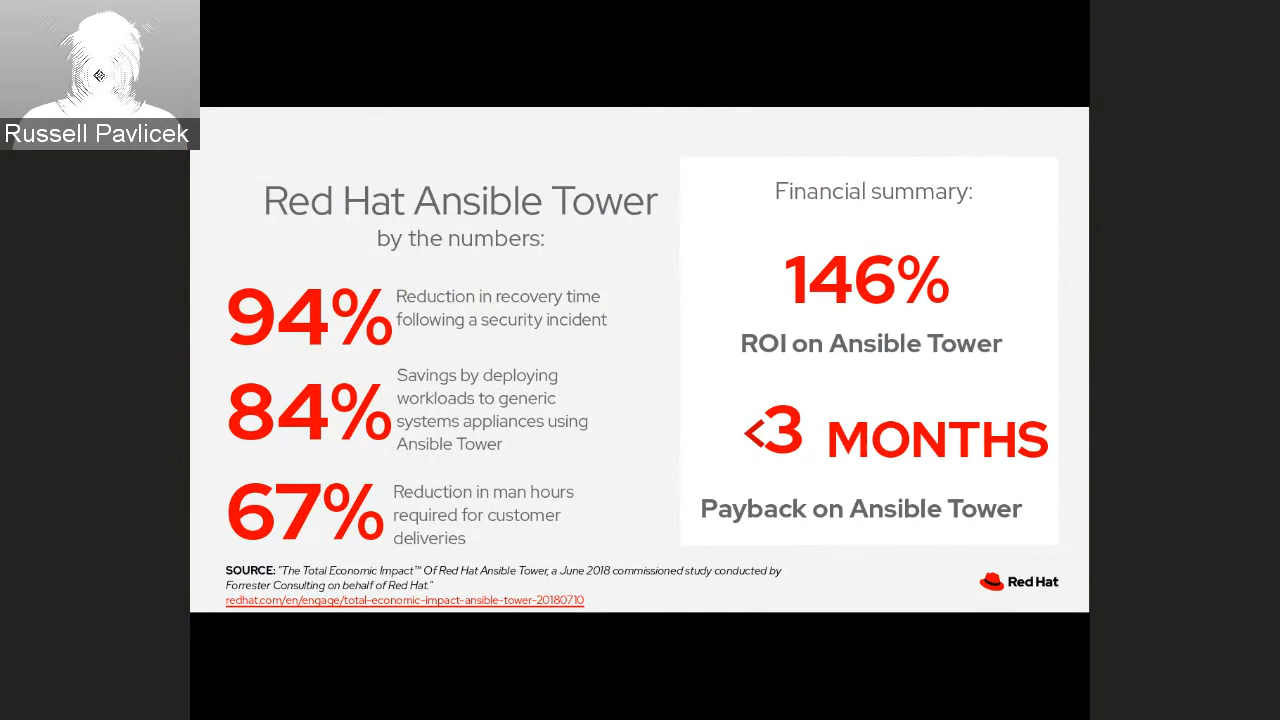 Russell Pavlicek
Red Hat Ansible Tower
by the numbers:
94%
Reduction in recovery time
following a security incident
84%
Savings by deploying
workloads to generic
systems appliances using
Ansible Tower
67%
Reduction in man hours
required for customer
deliveries
Financial summary:
146%
ROI on Ansible Tower
<3 MONTHS
Payback on Ansible Tower
SOURCE: "The Total Economic Impact™ Of Red Hat Ansible Tower, a June 2018 commissioned study conducted by
Forrester Consulting on behalf of Red Hat."
redhat.com/en/engage/total-economic-impact-ansible-tower-20180710
Red Hat